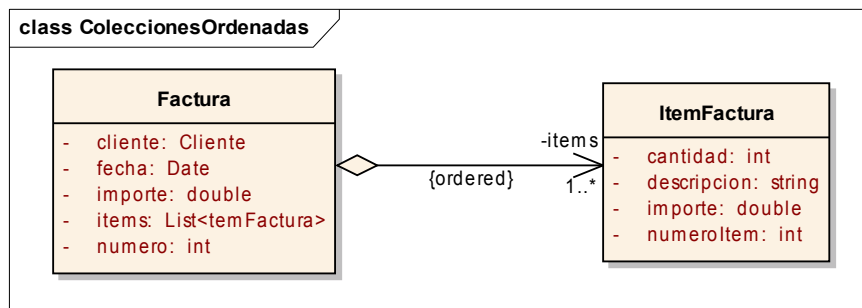 class ColeccionesOrdenadas
Factura
- cliente: Cliente
- fecha: Date
- importe: double
- items: List<temFactura>
- numero: int
-items
{ordered}
1..*
ItemFactura
- cantidad: int
- descripcion: string
- importe: double
- numeroItem: int